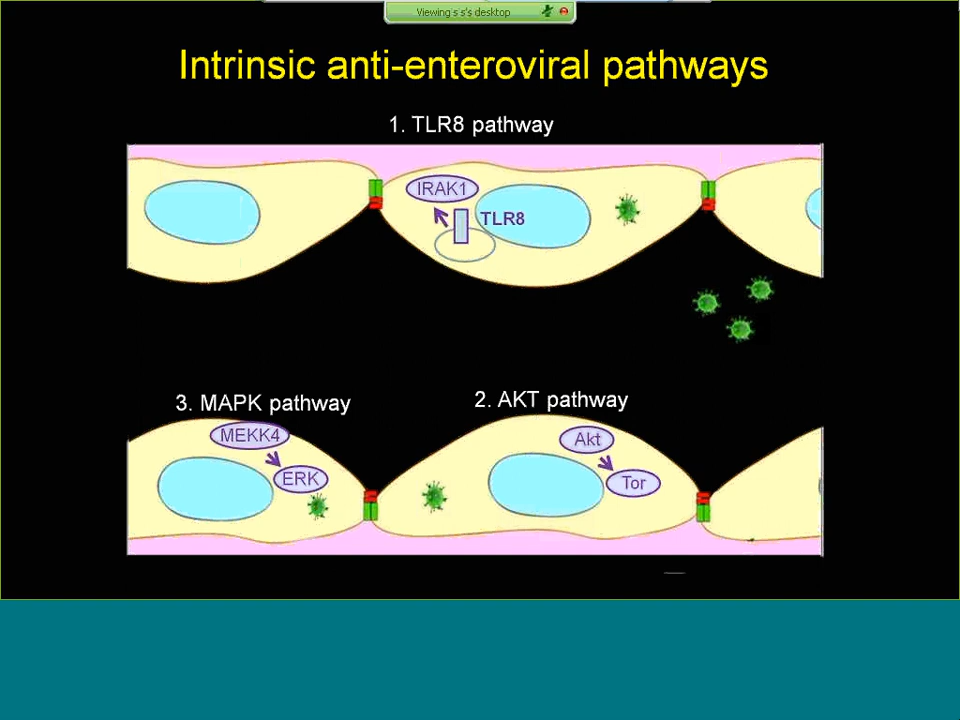 Viewing s s's desktop
Intrinsic anti-enteroviral pathways
1. TLR8 pathway
IRAK1
TLR8
3. MAPK pathway
2. AKT pathway
MEKK4
Akt
ERK
Tor